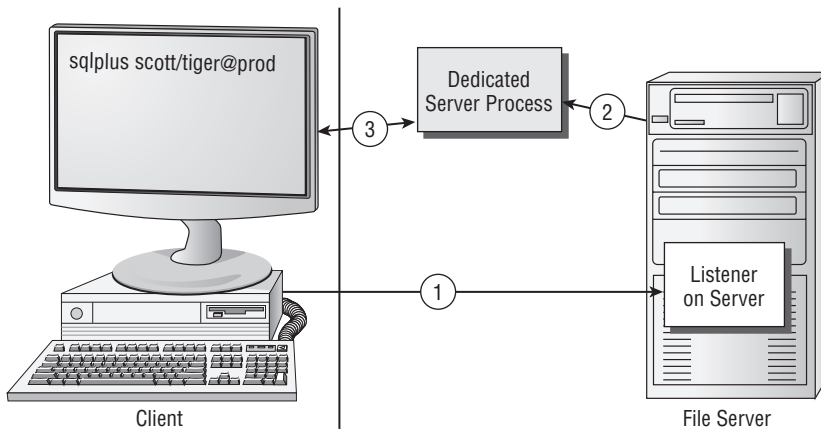 sqlplus scott/tiger@prod
Dedicated
Server Process
3
2
1
Listener
on Server
Client
File Server